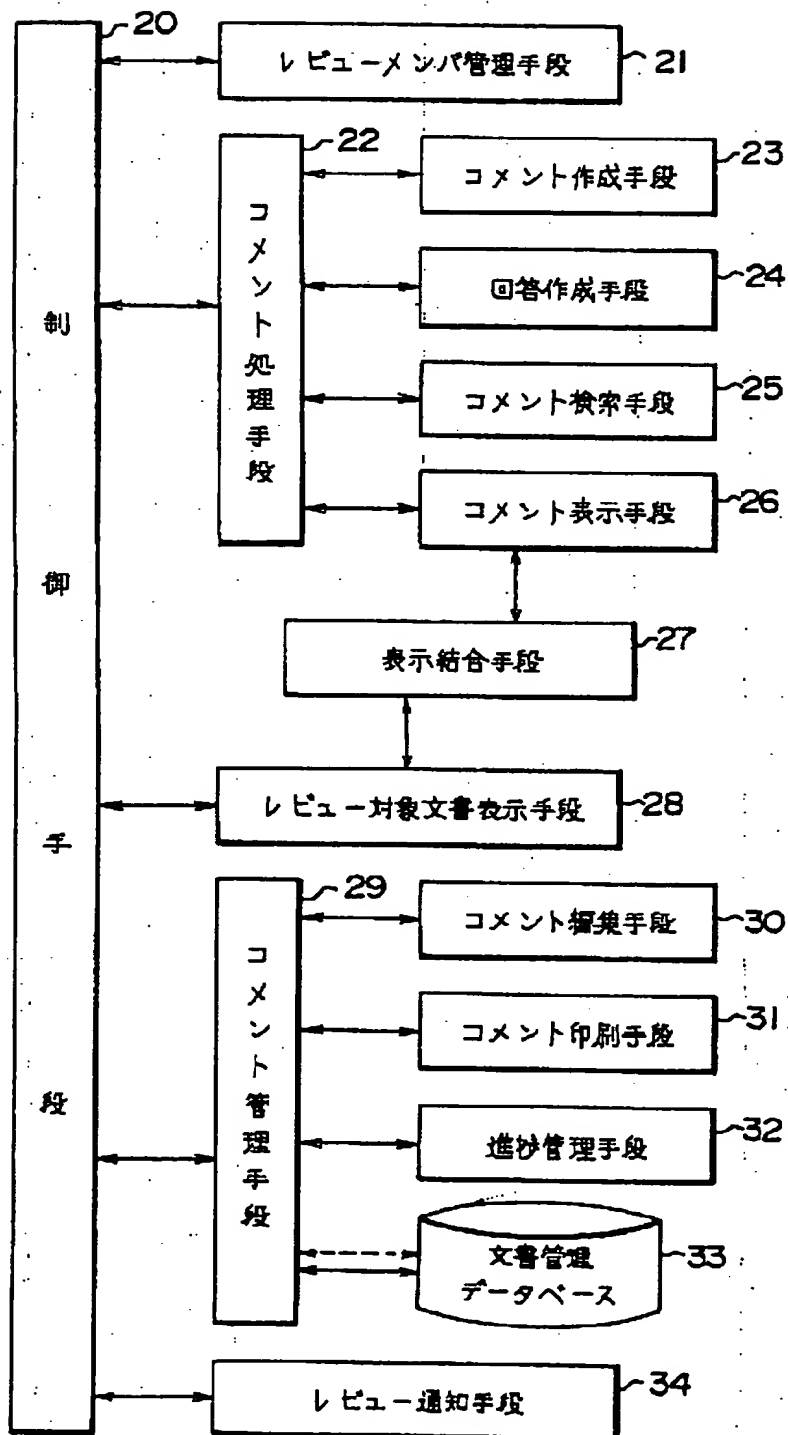 20
レビューメンバ管理手段
21
22
コメント処理手段
コメント作成手段
23
回答作成手段
24
コメント検索手段
25
コメント表示手段
26
表示結合手段
27
制御手段
レビュー対象文書表示手段
28
29
コメント管理手段
コメント編集手段
30
コメント印刷手段
31
進捗管理手段
32
文書管理
データベース
33
レビュー通知手段
34